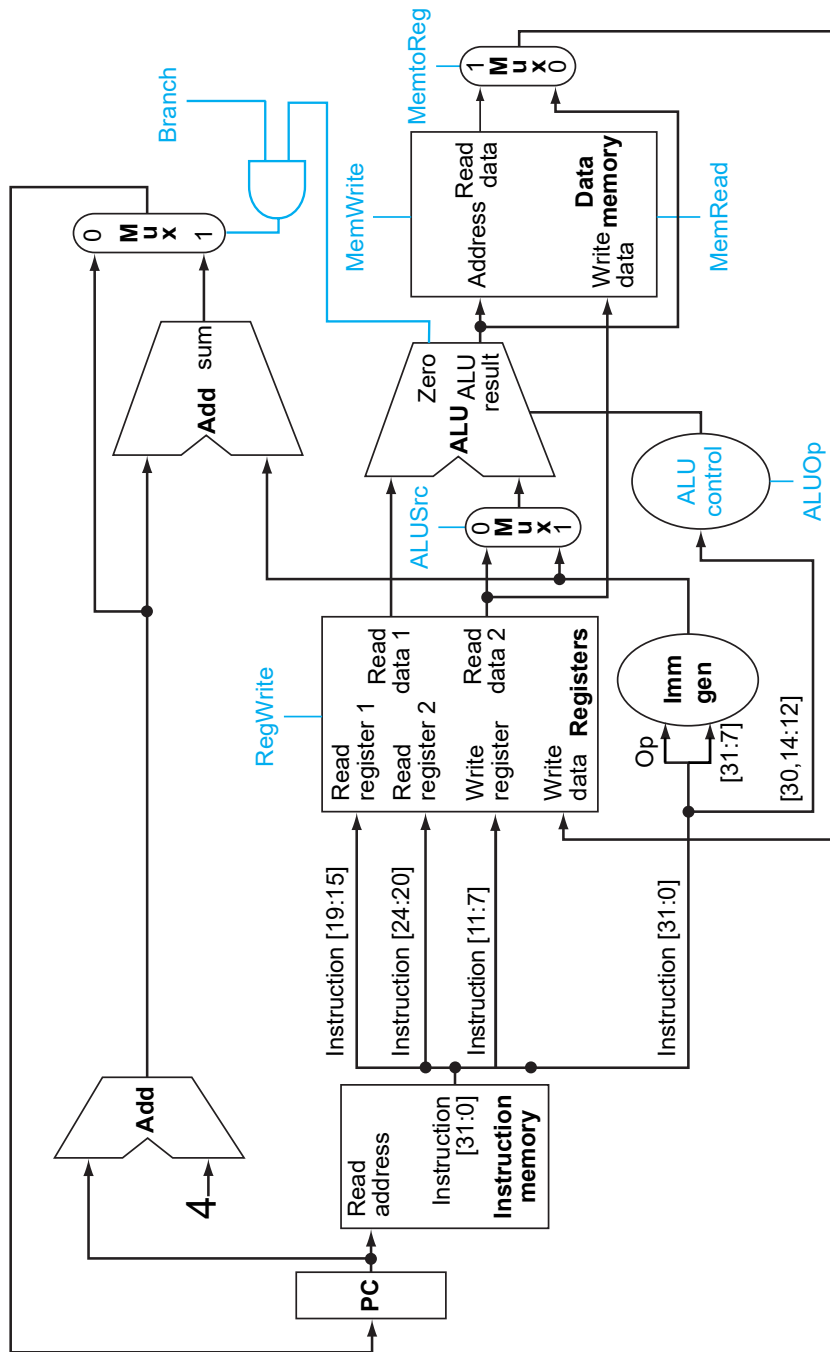 PC
4
Add
Read
address
Instruction
[31:0]
Instruction
memory
Instruction [19:15]
Instruction [24:20]
Instruction [11:7]
Instruction [31:0]
RegWrite
Read
register 1
Read
data 1
Read
register 2
Write
register
Read
data 2
Write
data
Registers
Op
[31:7]
Imm
gen
[30,14:12]
ALUSrc
0
M
u
x
1
Add
sum
Zero
ALU
ALU
result
ALU
control
ALUOp
0
M
u
x
1
Branch
MemWrite
Address
Read
data
Write
data
Data
memory
MemRead
MemtoReg
1
M
u
x
0